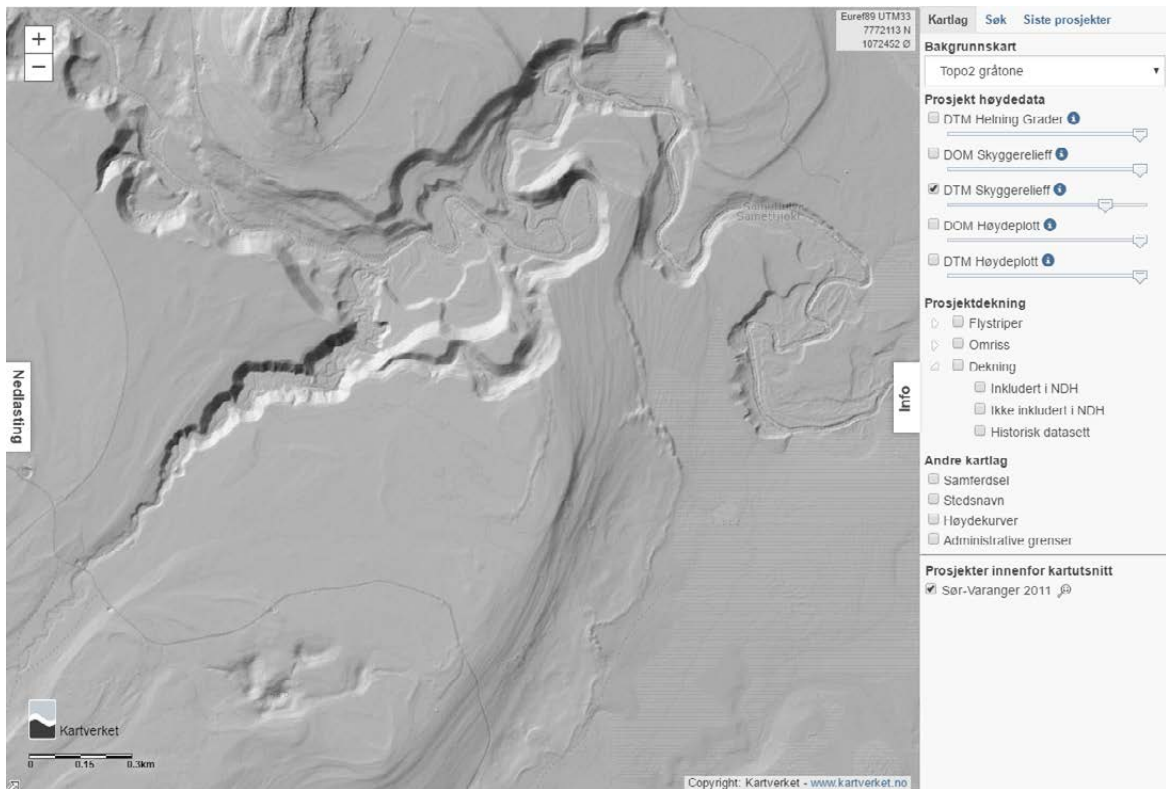 +
−
Euref89 UTM33
7772113 N
1072452 Ø
Nedlasting
Info
Kartverket
0 0.15 0.3km
Copyright: Kartverket - www.kartverket.no
Kartlag Søk Siste prosjekter
Bakgrunnskart
Topo2 gråtone
Prosjekt høydedata
DTM Helning Grader
DOM Skyggerelieff
DTM Skyggerelieff
DOM Høydeplott
DTM Høydeplott
Prosjektdekning
Flystriper
Omriss
Dekning
Inkludert i NDH
Ikke inkludert i NDH
Historisk datasett
Andre kartlag
Samferdsel
Stedsnavn
Høydekurver
Administrative grenser
Prosjekter innenfor kartutsnitt
Sør-Varanger 2011